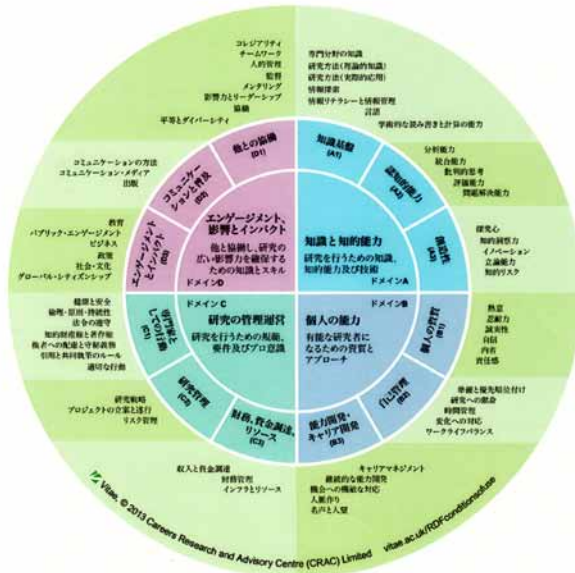 コレジアリティ
チームワーク
人的管理
監督
メンタリング
影響力とリーダーシップ
協働
平等とダイバーシティ
専門分野の知識
研究方法(理論的知識)
研究方法(実際的応用)
情報探索
情報リテラシーと情報管理
言語
学術的な読み書きと計算の能力
コミュニケーションの方法
コミュニケーション・メディア
出版
分析能力
統合能力
批判的思考
評価能力
問題解決能力
教育
パブリック・エンゲージメント
ビジネス
政策
社会・文化
グローバル・シティズンシップ
探究心
知的洞察力
イノベーション
立論能力
知的リスク
健康と安全
倫理・原則・持続性
法令の遵守
知的財産権と著作権
他者への配慮と守秘義務
引用と共同執筆のルール
適切な行動
熱意
忍耐力
誠実性
自信
内省
責任感
研究戦略
プロジェクトの立案と遂行
リスク管理
準備と優先順位付け
研究への献身
時間管理
変化への対応
ワークライフバランス
収入と資金調達
財務管理
インフラとリソース
キャリアマネジメント
継続的な能力開発
機会への機敏な対応
人脈作り
名声と人望
他との協働
(D1)
知識基盤
(A1)
コミュニケー
ションと普及
(D2)
認知的能力
(A2)
エンゲージメント
とインパクト
(D3)
創造性
(A3)
専門家と
しての行動
(C1)
個人の資質
(B1)
研究管理
(C2)
自己管理
(B2)
財務、資金調達、
リソース
(C3)
能力開発・
キャリア開発
(B3)
エンゲージメント、
影響とインパクト
他と協働し、研究の
広い影響力を確保する
ための知識とスキル
ドメインD
知識と知的能力
研究を行うための知識、
知的能力及び技術
ドメインA
ドメインC
研究の管理運営
研究を行うための規範、
要件及びプロ意識
ドメインB
個人の能力
有能な研究者に
なるための資質と
アプローチ
Vitae, © 2013 Careers Research and Advisory Centre (CRAC) Limited
vitae.ac.uk/RDFconditionsofuse